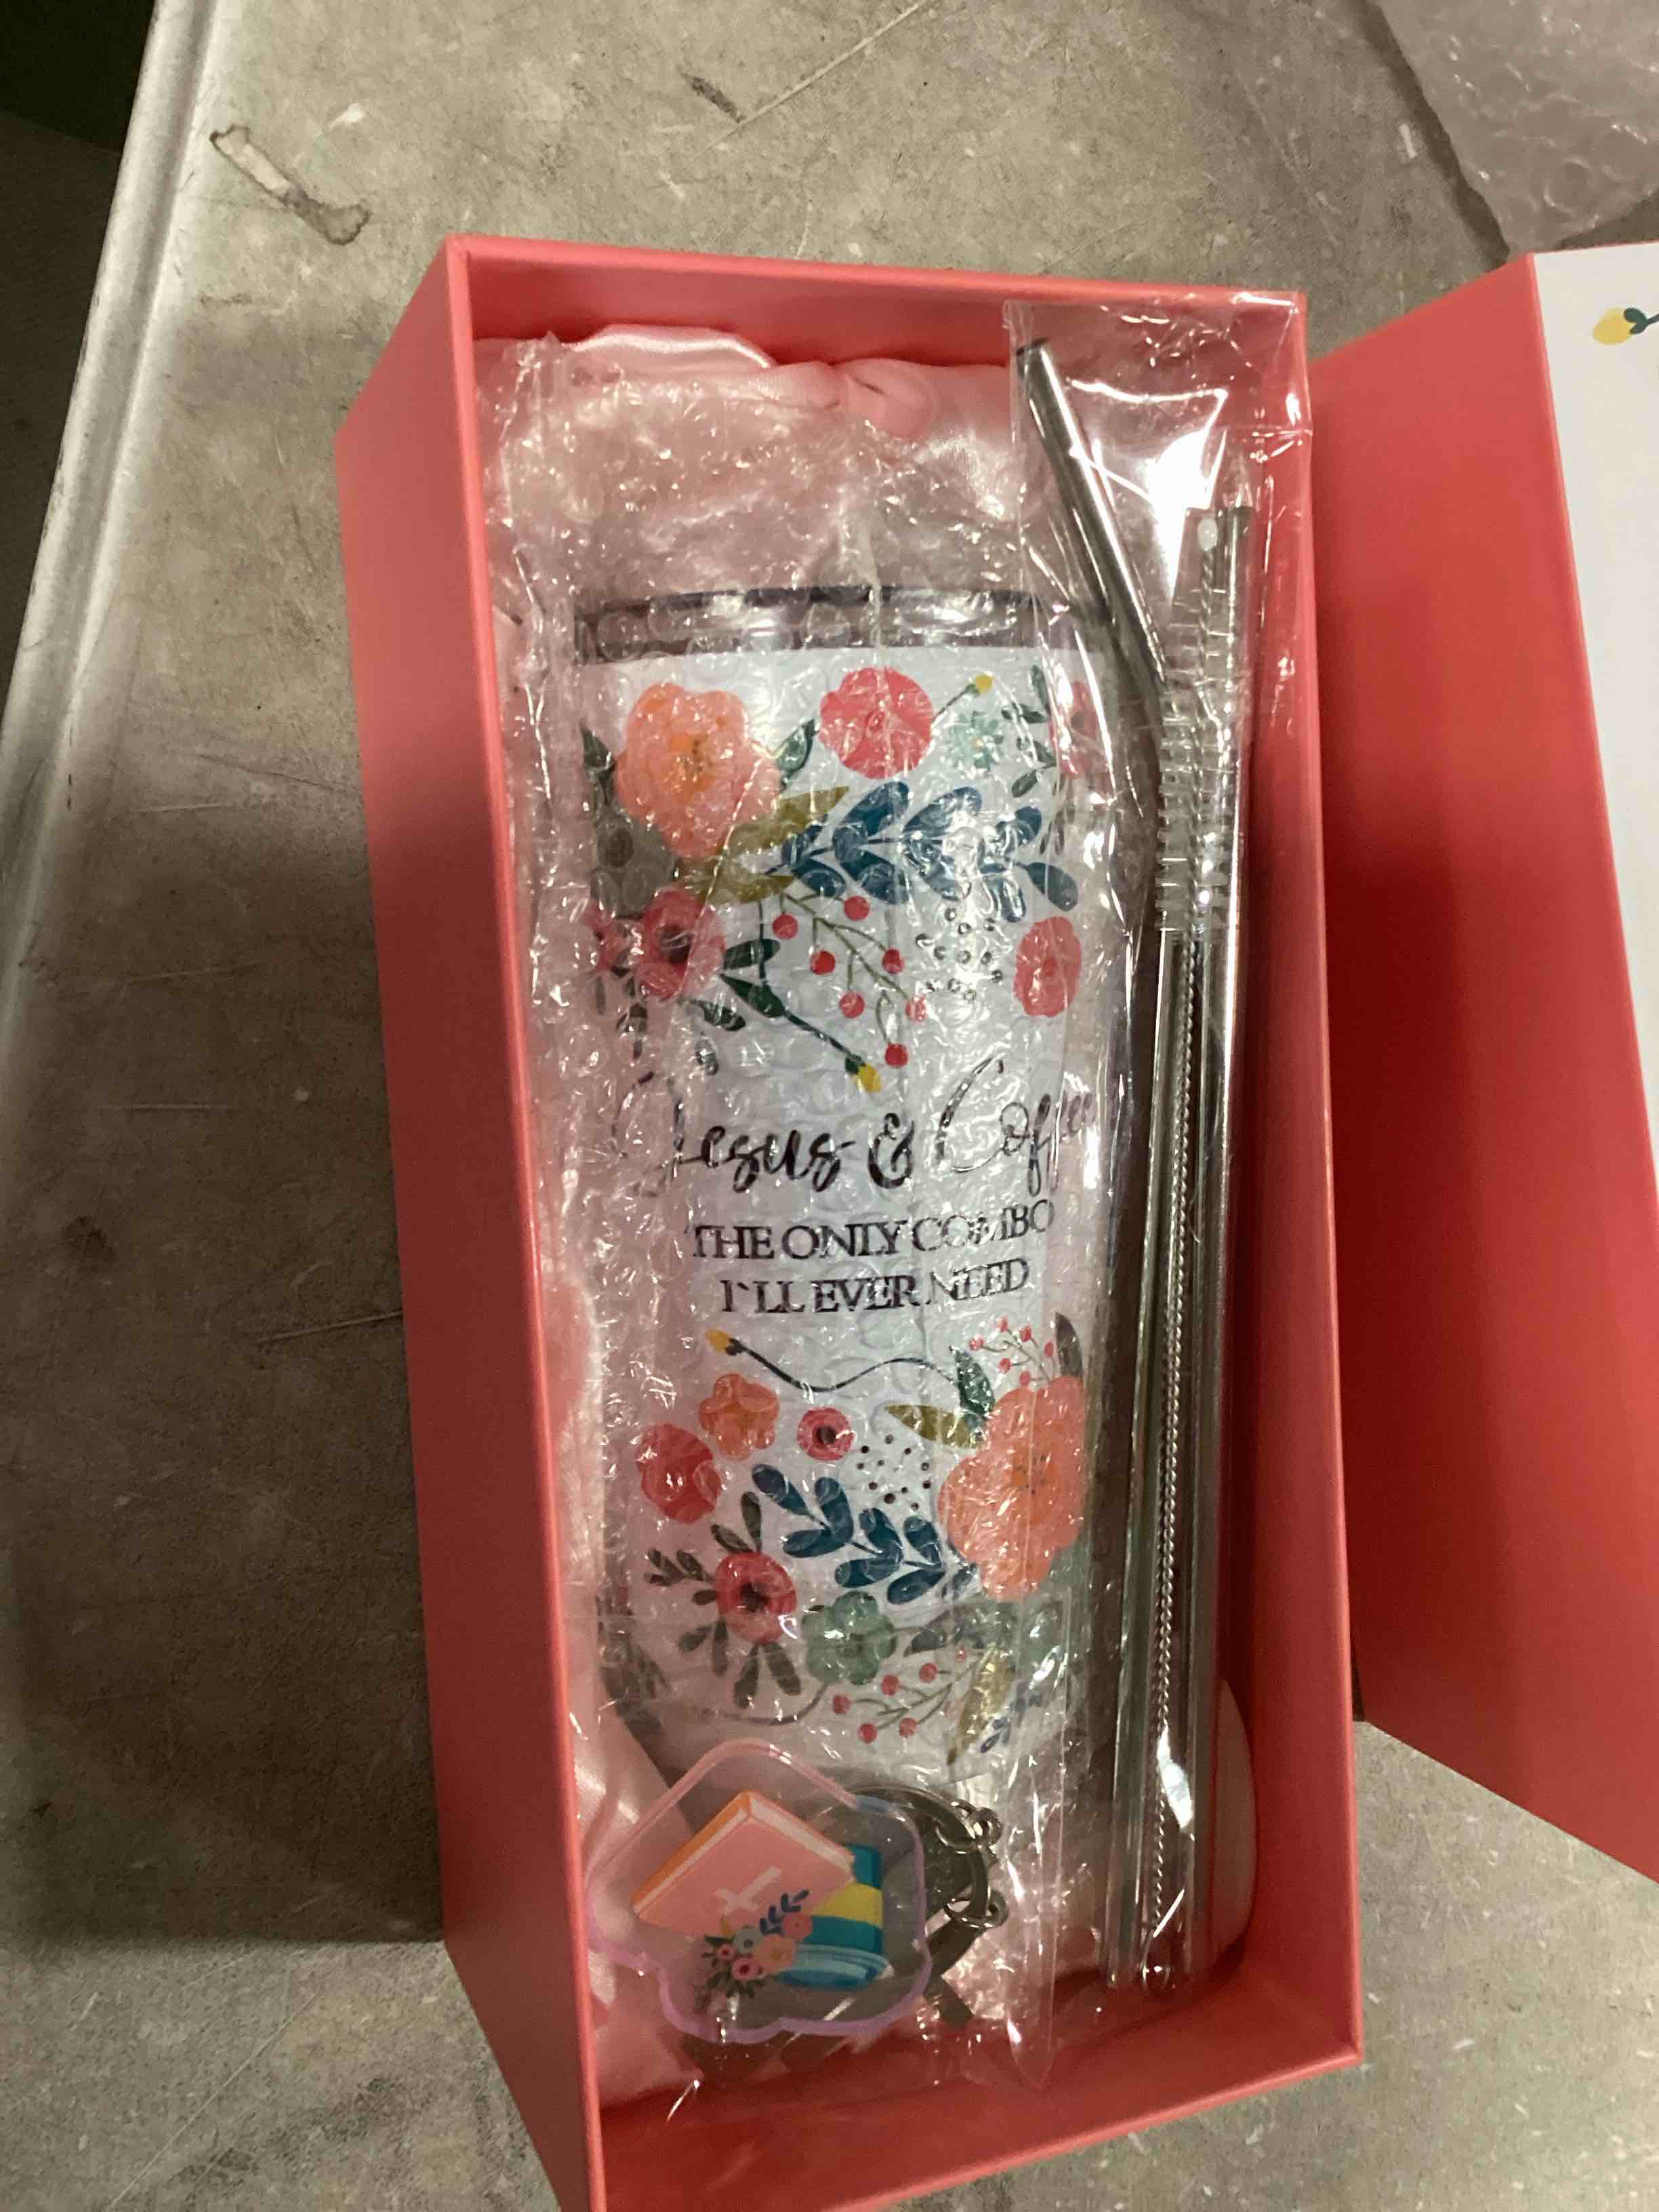 Jesus & Coffee
THE ONLY COMBO
I`LL EVER NEED